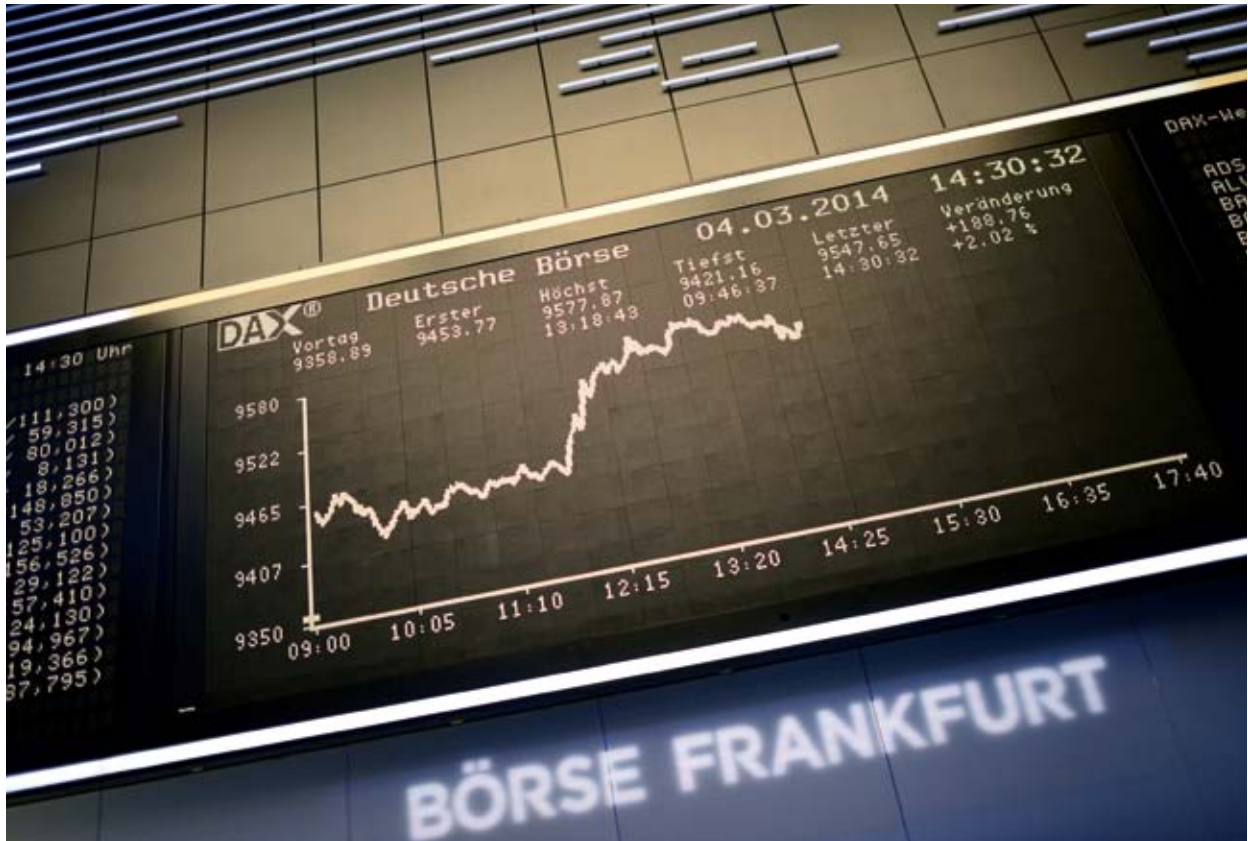 14:30 Uhr
/111,300)
59,315)
80,012)
8,131)
18,266)
148,850)
53,207)
125,100)
156,526)
29,122)
57,410)
24,130)
94,967)
19,366)
37,795)
DAX® Deutsche Börse 04.03.2014 14:30:32
Vortag Erster Höchst Tiefst Letzter Veränderung
9358.89 9453.77 9577.87 9421.16 9547.65 +188.76
13:18:43 09:46:37 14:30:32 +2.02 %
9580
9522
9465
9407
9350
09:00 10:05 11:10 12:15 13:20 14:25 15:30 16:35 17:40
DAX-We
ADS
ALV
BA
BÖRSE FRANKFURT